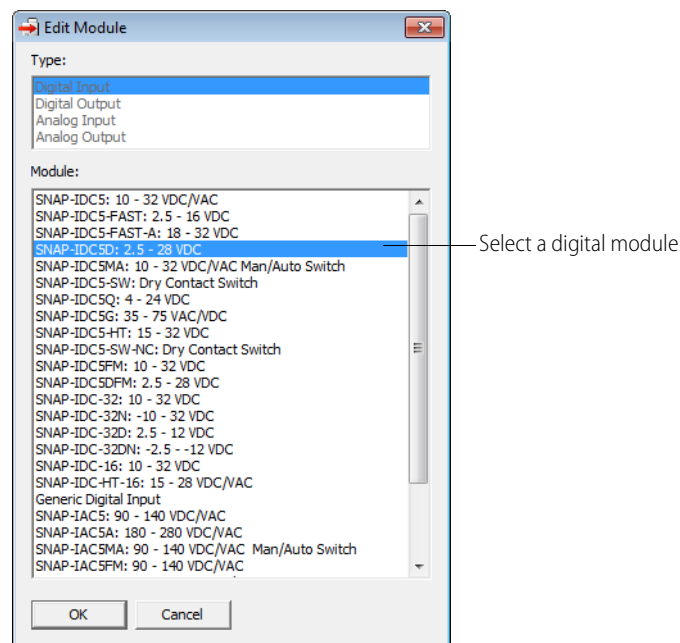 Edit Module
Type:
Digital Input
Digital Output
Analog Input
Analog Output
Module:
SNAP-IDC5: 10 - 32 VDC/VAC
SNAP-IDC5-FAST: 2.5 - 16 VDC
SNAP-IDC5-FAST-A: 18 - 32 VDC
SNAP-IDC5D: 2.5 - 28 VDC
Select a digital module
SNAP-IDC5MA: 10 - 32 VDC/VAC Man/Auto Switch
SNAP-IDC5-SW: Dry Contact Switch
SNAP-IDC5Q: 4 - 24 VDC
SNAP-IDC5G: 35 - 75 VAC/VDC
SNAP-IDC5-HT: 15 - 32 VDC
SNAP-IDC5-SW-NC: Dry Contact Switch
SNAP-IDC5FM: 10 - 32 VDC
SNAP-IDC5DFM: 2.5 - 28 VDC
SNAP-IDC-32: 10 - 32 VDC
SNAP-IDC-32N: -10 - 32 VDC
SNAP-IDC-32D: 2.5 - 12 VDC
SNAP-IDC-32DN: -2.5 - -12 VDC
SNAP-IDC-16: 10 - 32 VDC
SNAP-IDC-HT-16: 15 - 28 VDC/VAC
Generic Digital Input
SNAP-IAC5: 90 - 140 VDC/VAC
SNAP-IAC5A: 180 - 280 VDC/VAC
SNAP-IAC5MA: 90 - 140 VDC/VAC  Man/Auto Switch
SNAP-IAC5FM: 90 - 140 VDC/VAC
OK
Cancel